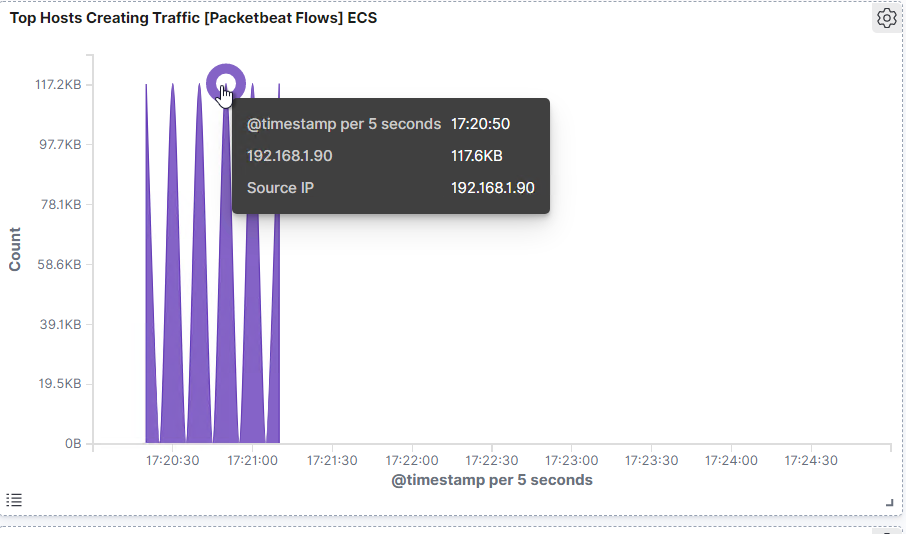 Top Hosts Creating Traffic [Packetbeat Flows] ECS
117.2KB
97.7KB
78.1KB
58.6KB
39.1KB
19.5KB
0B
Count
@timestamp per 5 seconds 17:20:50
192.168.1.90 117.6KB
Source IP 192.168.1.90
17:20:30 17:21:00 17:21:30 17:22:00 17:22:30 17:23:00 17:23:30 17:24:00 17:24:30
@timestamp per 5 seconds